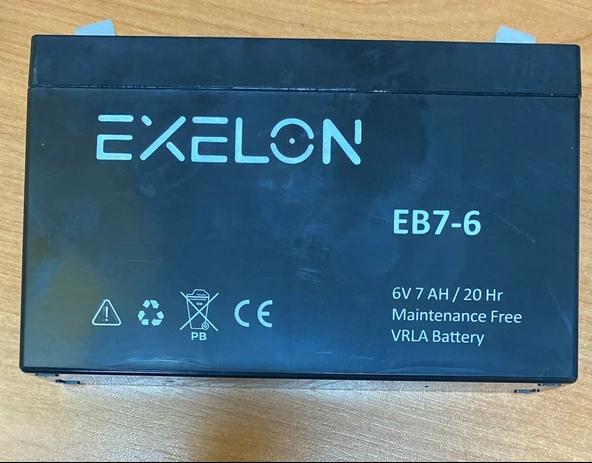 EXELON
EB7-6
6V 7 AH / 20 Hr
Maintenance Free
VRLA Battery
PB
CE